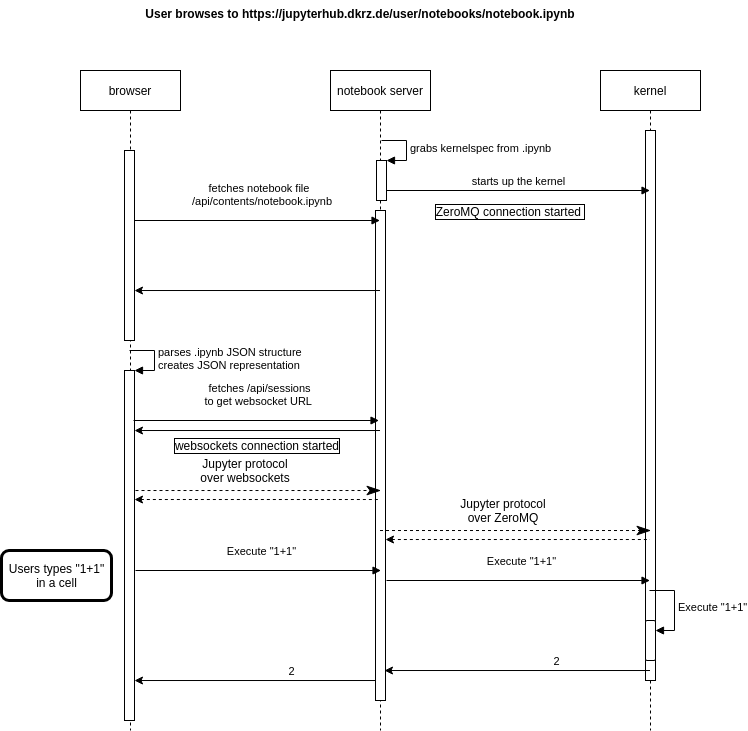 User browses to https://jupyterhub.dkrz.de/user/notebooks/notebook.ipynb
browser
notebook server
kernel
grabs kernelspec from .ipynb
starts up the kernel
fetches notebook file
/api/contents/notebook.ipynb
ZeroMQ connection started
parses .ipynb JSON structure
creates JSON representation
fetches /api/sessions
to get websocket URL
websockets connection started
Jupyter protocol
over websockets
Jupyter protocol
over ZeroMQ
Users types "1+1"
in a cell
Execute "1+1"
Execute "1+1"
Execute "1+1"
2
2